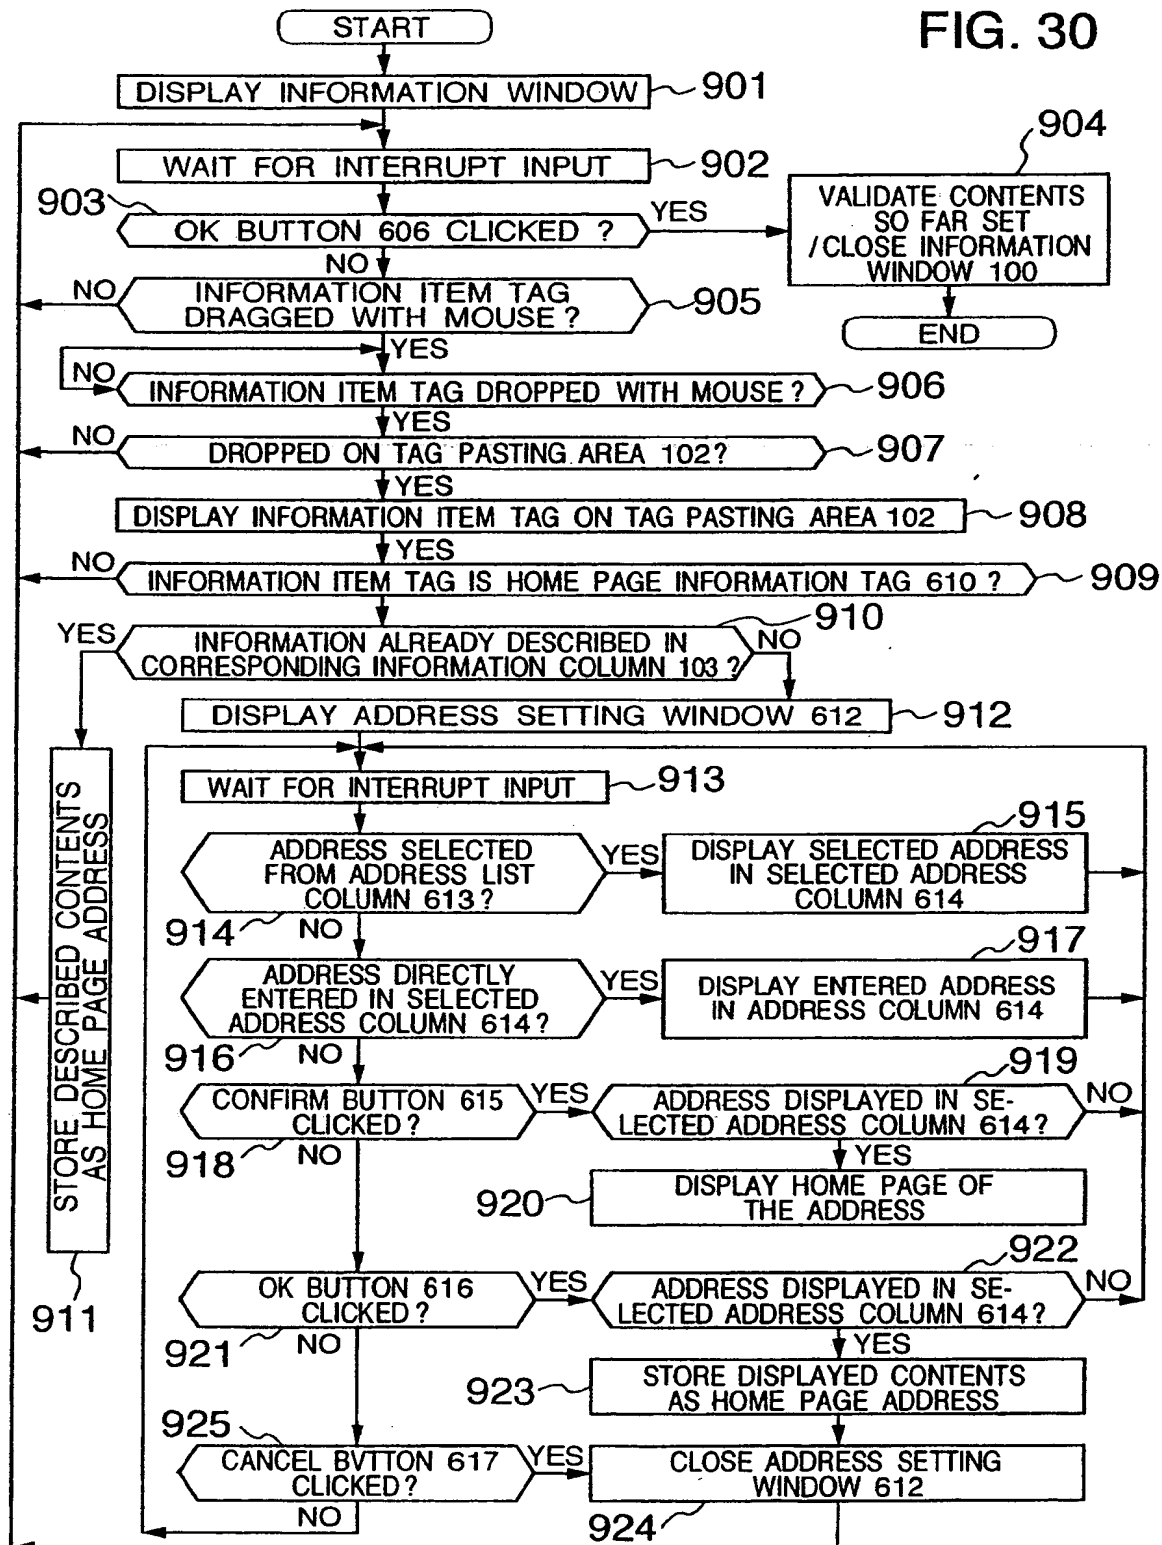 START
FIG. 30
DISPLAY INFORMATION WINDOW
901
904
WAIT FOR INTERRUPT INPUT
902
903
OK BUTTON 606 CLICKED ?
YES
VALIDATE CONTENTS
SO FAR SET
/CLOSE INFORMATION
WINDOW 100
NO
NO
INFORMATION ITEM TAG
DRAGGED WITH MOUSE ?
905
END
YES
NO
INFORMATION ITEM TAG DROPPED WITH MOUSE ?
906
YES
NO
DROPPED ON TAG PASTING AREA 102?
907
YES
DISPLAY INFORMATION ITEM TAG ON TAG PASTING AREA 102
908
YES
NO
INFORMATION ITEM TAG IS HOME PAGE INFORMATION TAG 610 ?
909
910
YES
INFORMATION ALREADY DESCRIBED IN
CORRESPONDING INFORMATION COLUMN 103 ?
NO
DISPLAY ADDRESS SETTING WINDOW 612
912
STORE DESCRIBED CONTENTS
AS HOME PAGE ADDRESS
911
WAIT FOR INTERRUPT INPUT
913
915
ADDRESS SELECTED
FROM ADDRESS LIST
COLUMN 613 ?
YES
DISPLAY SELECTED ADDRESS
IN SELECTED ADDRESS
COLUMN 614
914
NO
917
ADDRESS DIRECTLY
ENTERED IN SELECTED
ADDRESS COLUMN 614 ?
YES
DISPLAY ENTERED ADDRESS
IN ADDRESS COLUMN 614
916
NO
919
CONFIRM BUTTON 615
CLICKED ?
YES
ADDRESS DISPLAYED IN SE-
LECTED ADDRESS COLUMN 614 ?
NO
918
NO
YES
920
DISPLAY HOME PAGE OF
THE ADDRESS
922
OK BUTTON 616
CLICKED ?
YES
ADDRESS DISPLAYED IN SE-
LECTED ADDRESS COLUMN 614 ?
NO
921
NO
YES
923
STORE DISPLAYED CONTENTS
AS HOME PAGE ADDRESS
925
CANCEL BVTTON 617
CLICKED ?
YES
CLOSE ADDRESS SETTING
WINDOW 612
NO
924